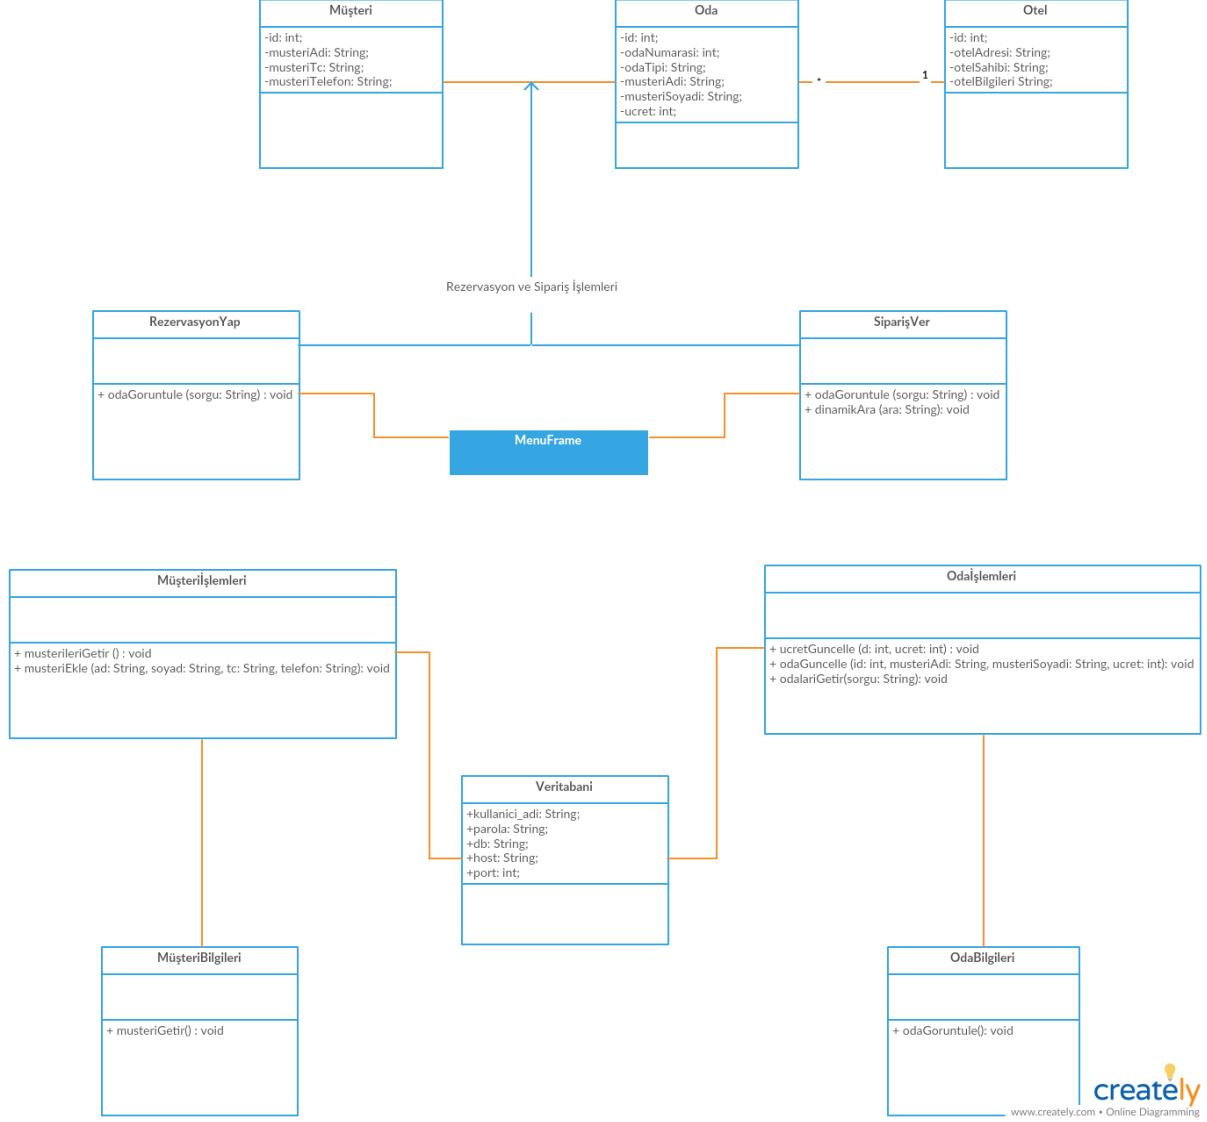 Müşteri
-id: int;
-musteriAdi: String;
-musteriTc: String;
-musteriTelefon: String;
Oda
-id: int;
-odaNumarasi: int;
-odaTipi: String;
-musteriAdi: String;
-musteriSoyadi: String;
-ucret: int;
Otel
-id: int;
-otelAdresi: String;
-otelSahibi: String;
-otelBilgileri String;
*
1
Rezervasyon ve Sipariş İşlemleri
RezervasyonYap
+ odaGoruntule (sorgu: String) : void
SiparişVer
+ odaGoruntule (sorgu: String) : void
+ dinamikAra (ara: String): void
MenuFrame
Müşteriİşlemleri
+ musterileriGetir () : void
+ musteriEkle (ad: String, soyad: String, tc: String, telefon: String): void
Odaİşlemleri
+ ucretGuncelle (d: int, ucret: int) : void
+ odaGuncelle (id: int, musteriAdi: String, musteriSoyadi: String, ucret: int): void
+ odalariGetir(sorgu: String): void
Veritabani
+kullanici_adi: String;
+parola: String;
+db: String;
+host: String;
+port: int;
MüşteriBilgileri
+ musteriGetir() : void
OdaBilgileri
+ odaGoruntule(): void
creately
www.creately.com • Online Diagramming